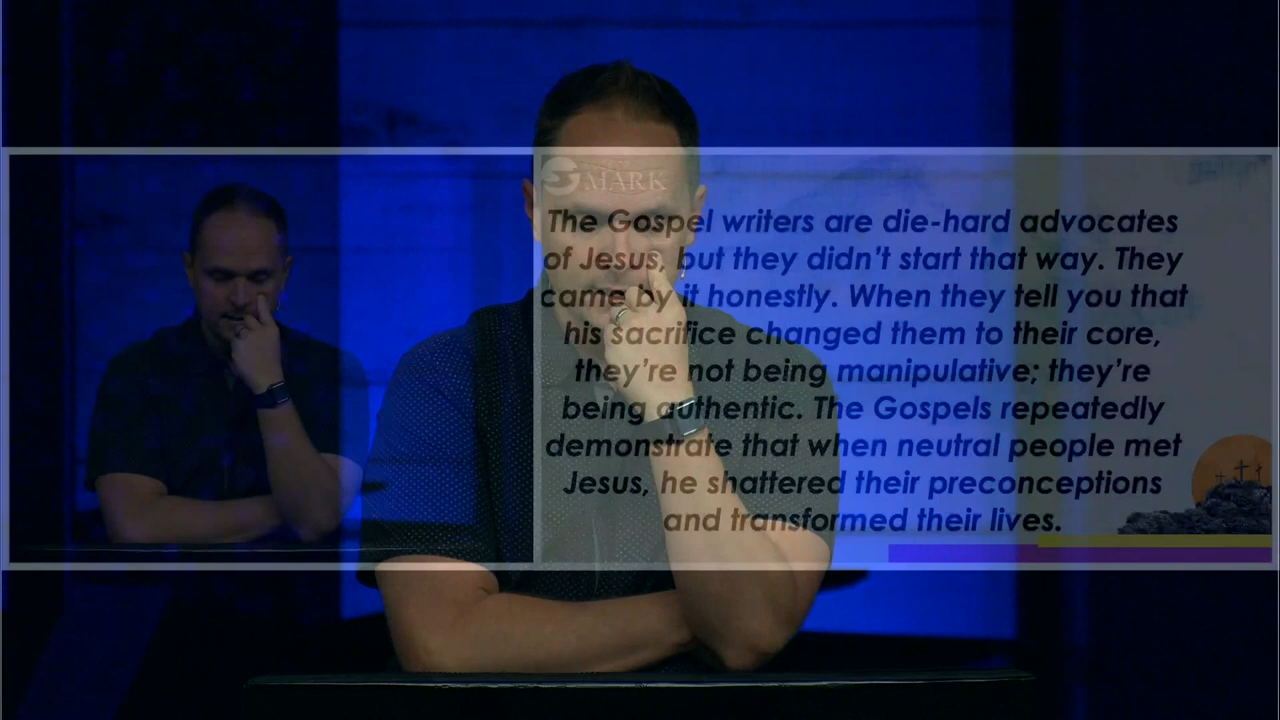 MARK
The Gospel writers are die-hard advocates
of Jesus, but they didn't start that way. They
came by it honestly. When they tell you that
his sacrifice changed them to their core,
they're not being manipulative; they're
being authentic. The Gospels repeatedly
demonstrate that when neutral people met
Jesus, he shattered their preconceptions
and transformed their lives.